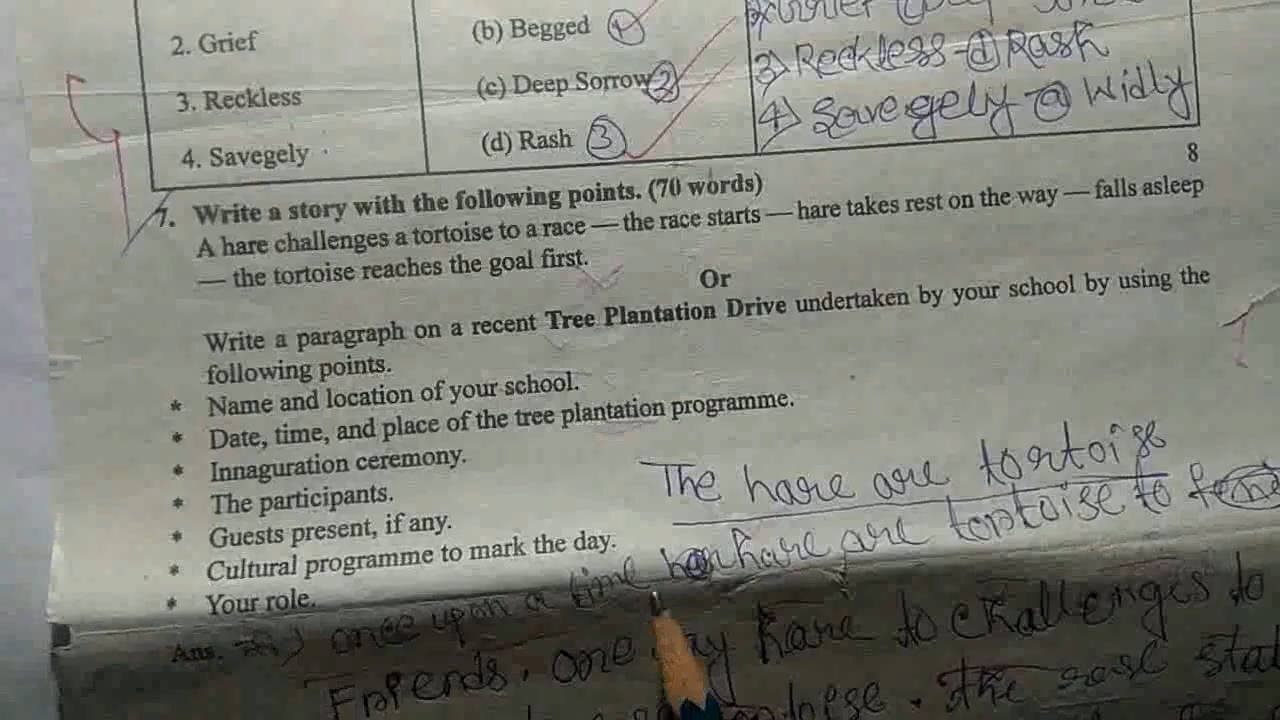 2. Grief
(b) Begged 1
3. Reckless
(c) Deep Sorrow 2
3) Reckless - d Rash
4. Savegely
(d) Rash 3
4) Savegely - a Widly
8
7. Write a story with the following points. (70 words)
A hare challenges a tortoise to a race — the race starts — hare takes rest on the way — falls asleep
— the tortoise reaches the goal first.
Or
Write a paragraph on a recent Tree Plantation Drive undertaken by your school by using the
following points.
* Name and location of your school.
* Date, time, and place of the tree plantation programme.
* Innaguration ceremony.
* The participants.
* Guests present, if any.
* Cultural programme to mark the day.
* Your role.
The hare are tortoise
Ans. once upon a time hare are tortoise to
Friends. one day hare to challenges to
. The